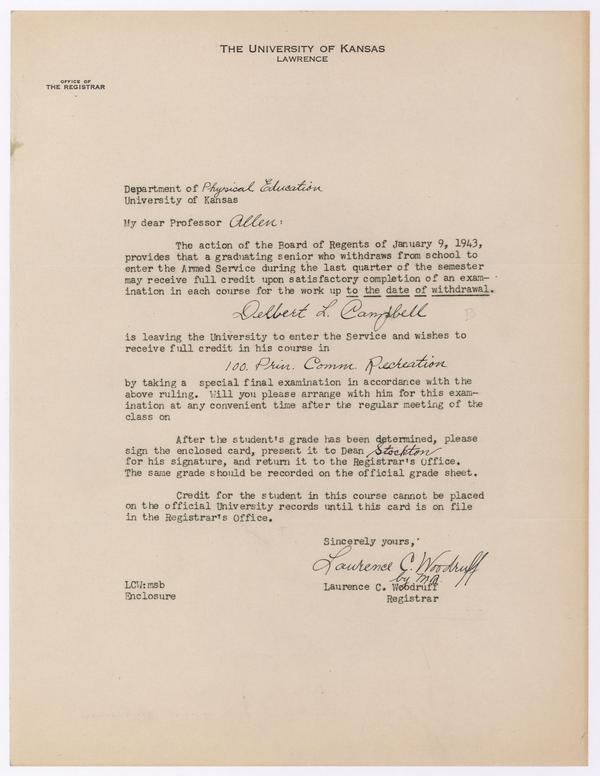 THE UNIVERSITY OF KANSAS
LAWRENCE
OFFICE OF
THE REGISTRAR
Department of Physical Education
University of Kansas
My dear Professor Allen:
The action of the Board of Regents of January 9, 1943,
provides that a graduating senior who withdraws from school to
enter the Armed Service during the last quarter of the semester
may receive full credit upon satisfactory completion of an exam-
ination in each course for the work up to the date of withdrawal.
Delbert L. Campbell
B
is leaving the University to enter the Service and wishes to
receive full credit in his course in
100. Prin. Comm. Recreation
by taking a special final examination in accordance with the
above ruling. Will you please arrange with him for this exam-
ination at any convenient time after the regular meeting of the
class on
After the student's grade has been determined, please
sign the enclosed card, present it to Dean Stockton
for his signature, and return it to the Registrar's Office.
The same grade should be recorded on the official grade sheet.
Credit for the student in this course cannot be placed
on the official University records until this card is on file
in the Registrar's Office.
Sincerely yours,
Laurence C. Woodruff
by MB.
LCW:msb
Laurence C. Woodruff
Enclosure
Registrar